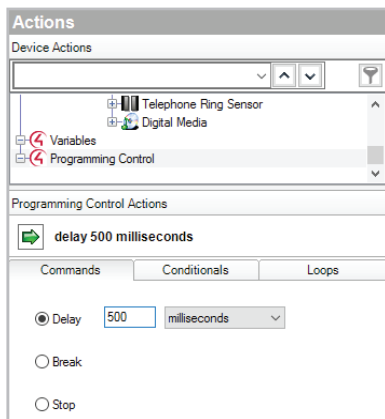 Actions
Device Actions
Telephone Ring Sensor
Digital Media
Variables
Programming Control
Programming Control Actions
delay 500 milliseconds
Commands Conditionals Loops
Delay 500 milliseconds
Break
Stop